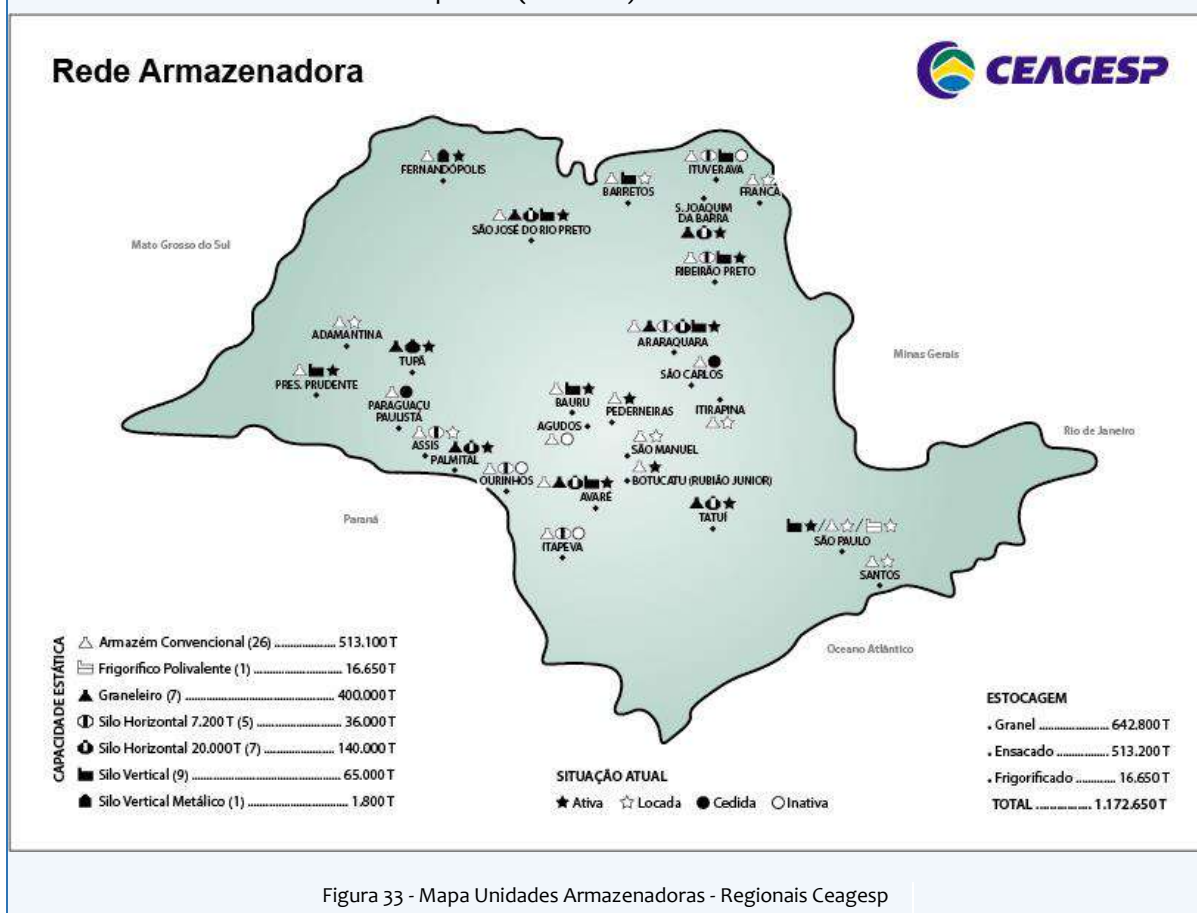 Rede Armazenadora
CEAGESP
FERNANDÓPOLIS
ITUVERAVA
BARRETOS
FRANCA
S. JOAQUIM
DA BARRA
SÃO JOSÉ DO RIO PRETO
Mato Grosso do Sul
RIBEIRÃO PRETO
ADAMANTINA
ARARAQUARA
TUPÃ
Minas Gerais
SÃO CARLOS
PRES. PRUDENTE
PARAGUAÇU
PAULISTA
BAURU
PEDERNEIRAS
ITIRAPINA
AGUDOS
Rio de Janeiro
ASSIS
SÃO MANUEL
PALMITAL
OURINHOS
BOTUCATU (RUBIÃO JUNIOR)
AVARÉ
TATUÍ
Paraná
SÃO PAULO
ITAPEVA
SANTOS
Oceano Atlântico
CAPACIDADE ESTÁTICA
Armazém Convencional (26) ..................... 513.100 T
Frigorífico Polivalente (1) ............................. 16.650 T
Graneleiro (7) ................................................. 400.000 T
Silo Horizontal 7.200 T (5) ............................ 36.000 T
Silo Horizontal 20.000 T (7) ........................ 140.000 T
Silo Vertical (9) ................................................ 65.000 T
Silo Vertical Metálico (1) ................................. 1.800 T
SITUAÇÃO ATUAL
Ativa Locada Cedida Inativa
ESTOCAGEM
. Granel ...................... 642.800 T
. Ensacado ................ 513.200 T
. Frigorificado ............ 16.650 T
TOTAL ................. 1.172.650 T
Figura 33 - Mapa Unidades Armazenadoras - Regionais Ceagesp